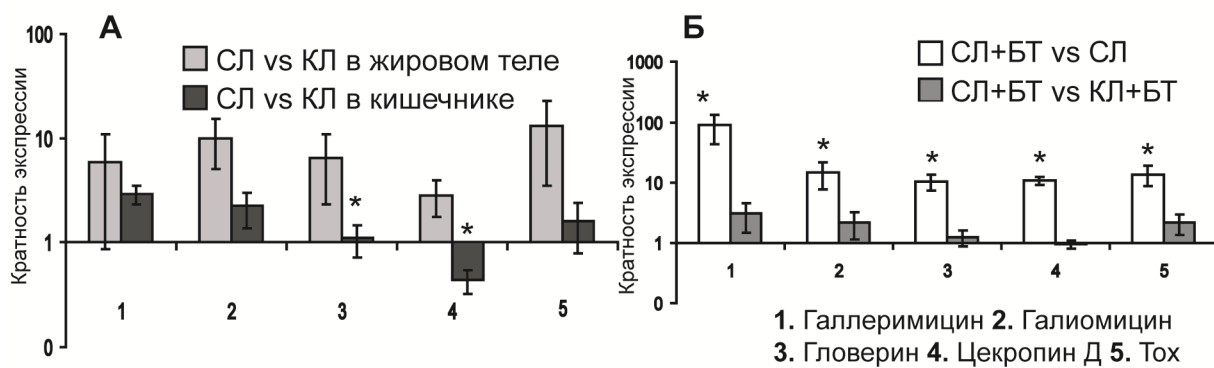 А
Кратность экспрессии
100
10
1
0
СЛ vs КЛ в жировом теле
СЛ vs КЛ в кишечнике
*
*
1 2 3 4 5
Б
Кратность экспрессии
1000
100
10
1
0
СЛ+БТ vs СЛ
СЛ+БТ vs КЛ+БТ
*
*
*
*
*
1 2 3 4 5
1. Галлеримицин 2. Галиомицин
3. Гловерин 4. Цекропин Д 5. Тох